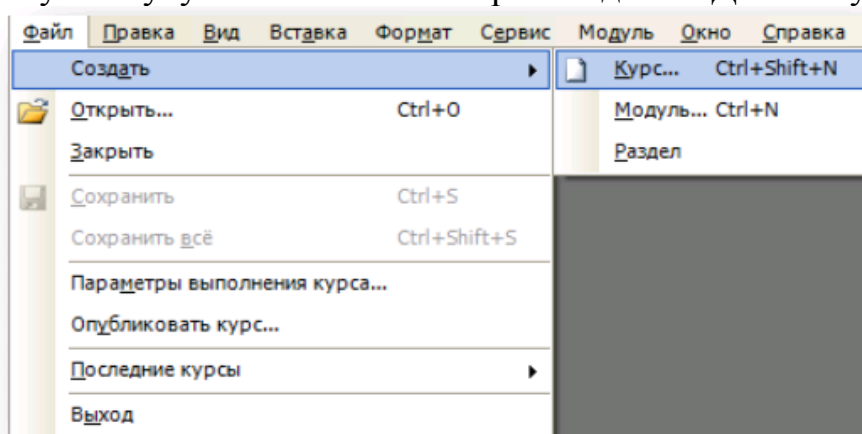 Файл Правка Вид Вставка Формат Сервис Модуль Окно Справка
Создать
Курс... Ctrl+Shift+N
Открыть... Ctrl+O
Модуль... Ctrl+N
Закрыть
Раздел
Сохранить Ctrl+S
Сохранить всё Ctrl+Shift+S
Параметры выполнения курса...
Опубликовать курс...
Последние курсы
Выход